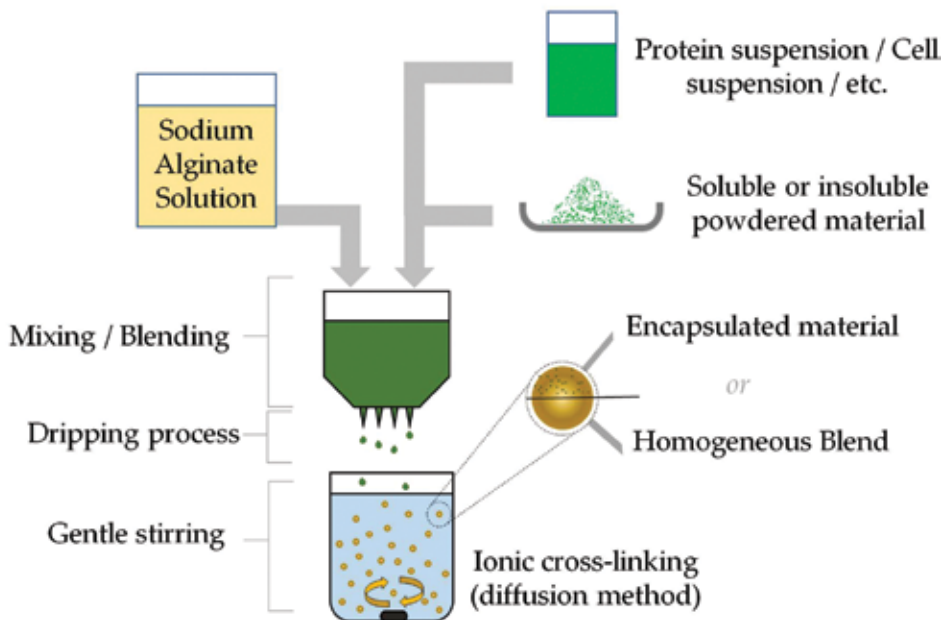 Protein suspension / Cell
suspension / etc.
Sodium
Alginate
Solution
Soluble or insoluble
powdered material
Mixing / Blending
Encapsulated material
or
Homogeneous Blend
Dripping process
Gentle stirring
Ionic cross-linking
(diffusion method)